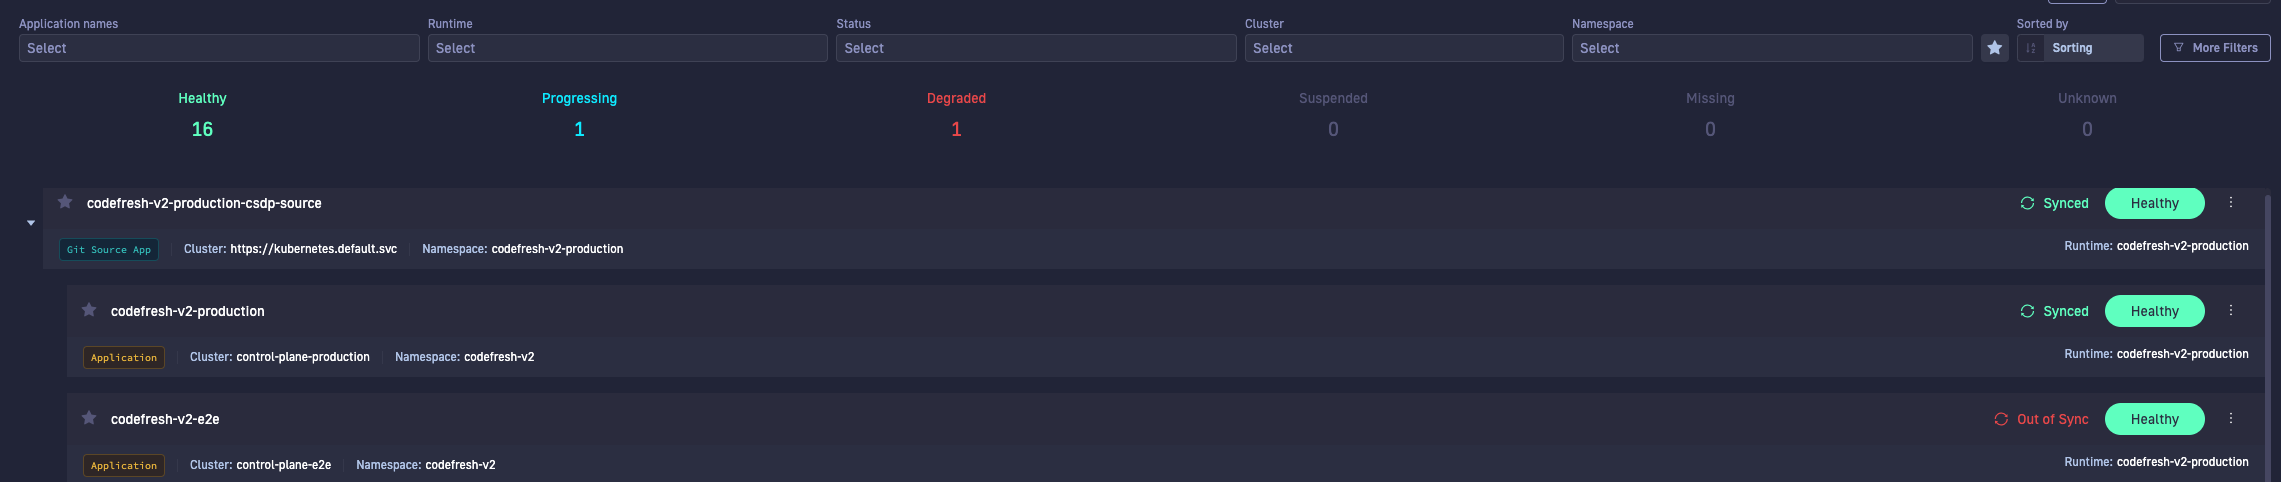 Application names Runtime Status Cluster Namespace Sorted by
Select Select Select Select Select Sorting More Filters
Healthy Progressing Degraded Suspended Missing Unknown
16 1 1 0 0 0
codefresh-v2-production-csdp-source Synced Healthy
Git Source App Cluster: https://kubernetes.default.svc Namespace: codefresh-v2-production Runtime: codefresh-v2-production
codefresh-v2-production Synced Healthy
Application Cluster: control-plane-production Namespace: codefresh-v2 Runtime: codefresh-v2-production
codefresh-v2-e2e Out of Sync Healthy
Application Cluster: control-plane-e2e Namespace: codefresh-v2 Runtime: codefresh-v2-production